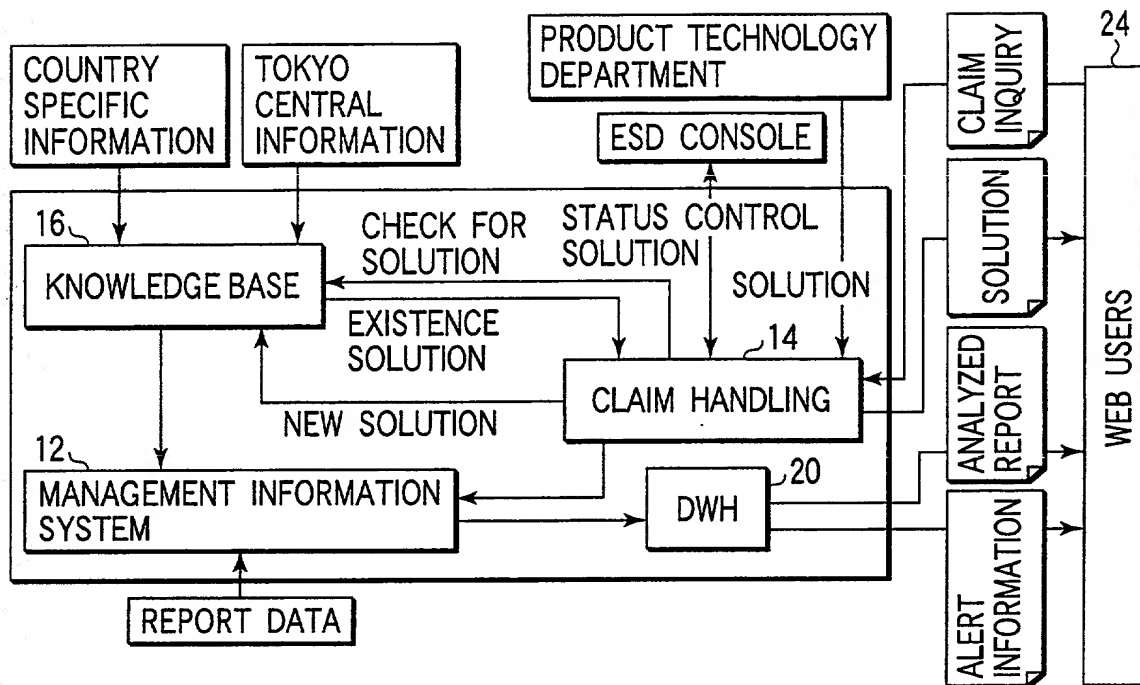 COUNTRY
SPECIFIC
INFORMATION
TOKYO
CENTRAL
INFORMATION
PRODUCT TECHNOLOGY
DEPARTMENT
ESD CONSOLE
CLAIM
INQUIRY
24
16
KNOWLEDGE BASE
CHECK FOR
SOLUTION
STATUS CONTROL
SOLUTION
SOLUTION
SOLUTION
EXISTENCE
SOLUTION
14
CLAIM HANDLING
NEW SOLUTION
ANALYZED
REPORT
WEB USERS
12
MANAGEMENT INFORMATION
SYSTEM
20
DWH
ALERT
INFORMATION
REPORT DATA